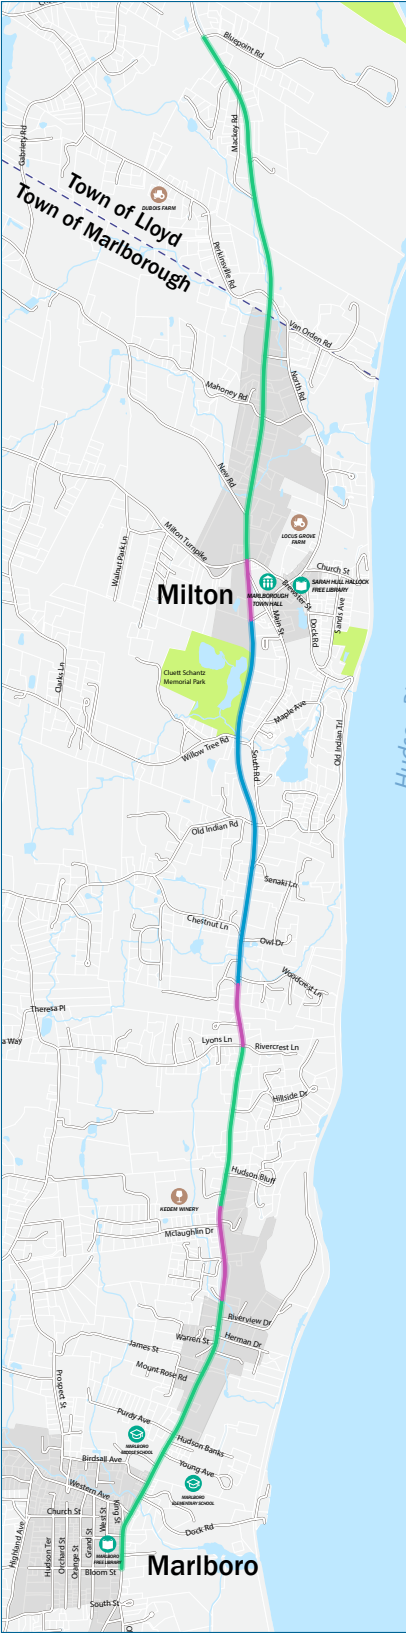 Bluepoint Rd
Mackey Rd
Gabriety Rd
Town of Lloyd
Town of Marlborough
DUBOIS FARM
Perkinsville Rd
Van Orden Rd
North Rd
Mahoney Rd
New Rd
Milton Turnpike
Walnut Park Ln
LOCUS GROVE
FARM
Church St
Milton
MARLBOROUGH
TOWN HALL
Brewster St
SARAH HULL HALLOCK
FREE LIBRARY
Main St
Dock Rd
Sands Ave
Clarks Ln
Cluett Schantz
Memorial Park
Maple Ave
Willow Tree Rd
South Rd
Old Indian Trl
Old Indian Rd
Senaki Ln
Chestnut Ln
Owl Dr
Woodcrest Ln
Theresa Pl
a Way
Lyons Ln
Rivercrest Ln
Hillside Dr
Hudson Bluff
KEDEM WINERY
Mclaughlin Dr
Riverview Dr
Warren St
Herman Dr
James St
Mount Rose Rd
Prospect St
Purdy Ave
MARLBORO
MIDDLE SCHOOL
Hudson Banks
Birdsall Ave
Young Ave
Western Ave
MARLBORO
ELEMENTARY SCHOOL
Church St
West St
King St
Dock Rd
Highland Ave
Hudson Ter
Orchard St
Orange St
Grand St
MARLBORO
FREE LIBRARY
Bloom St
Marlboro
South St